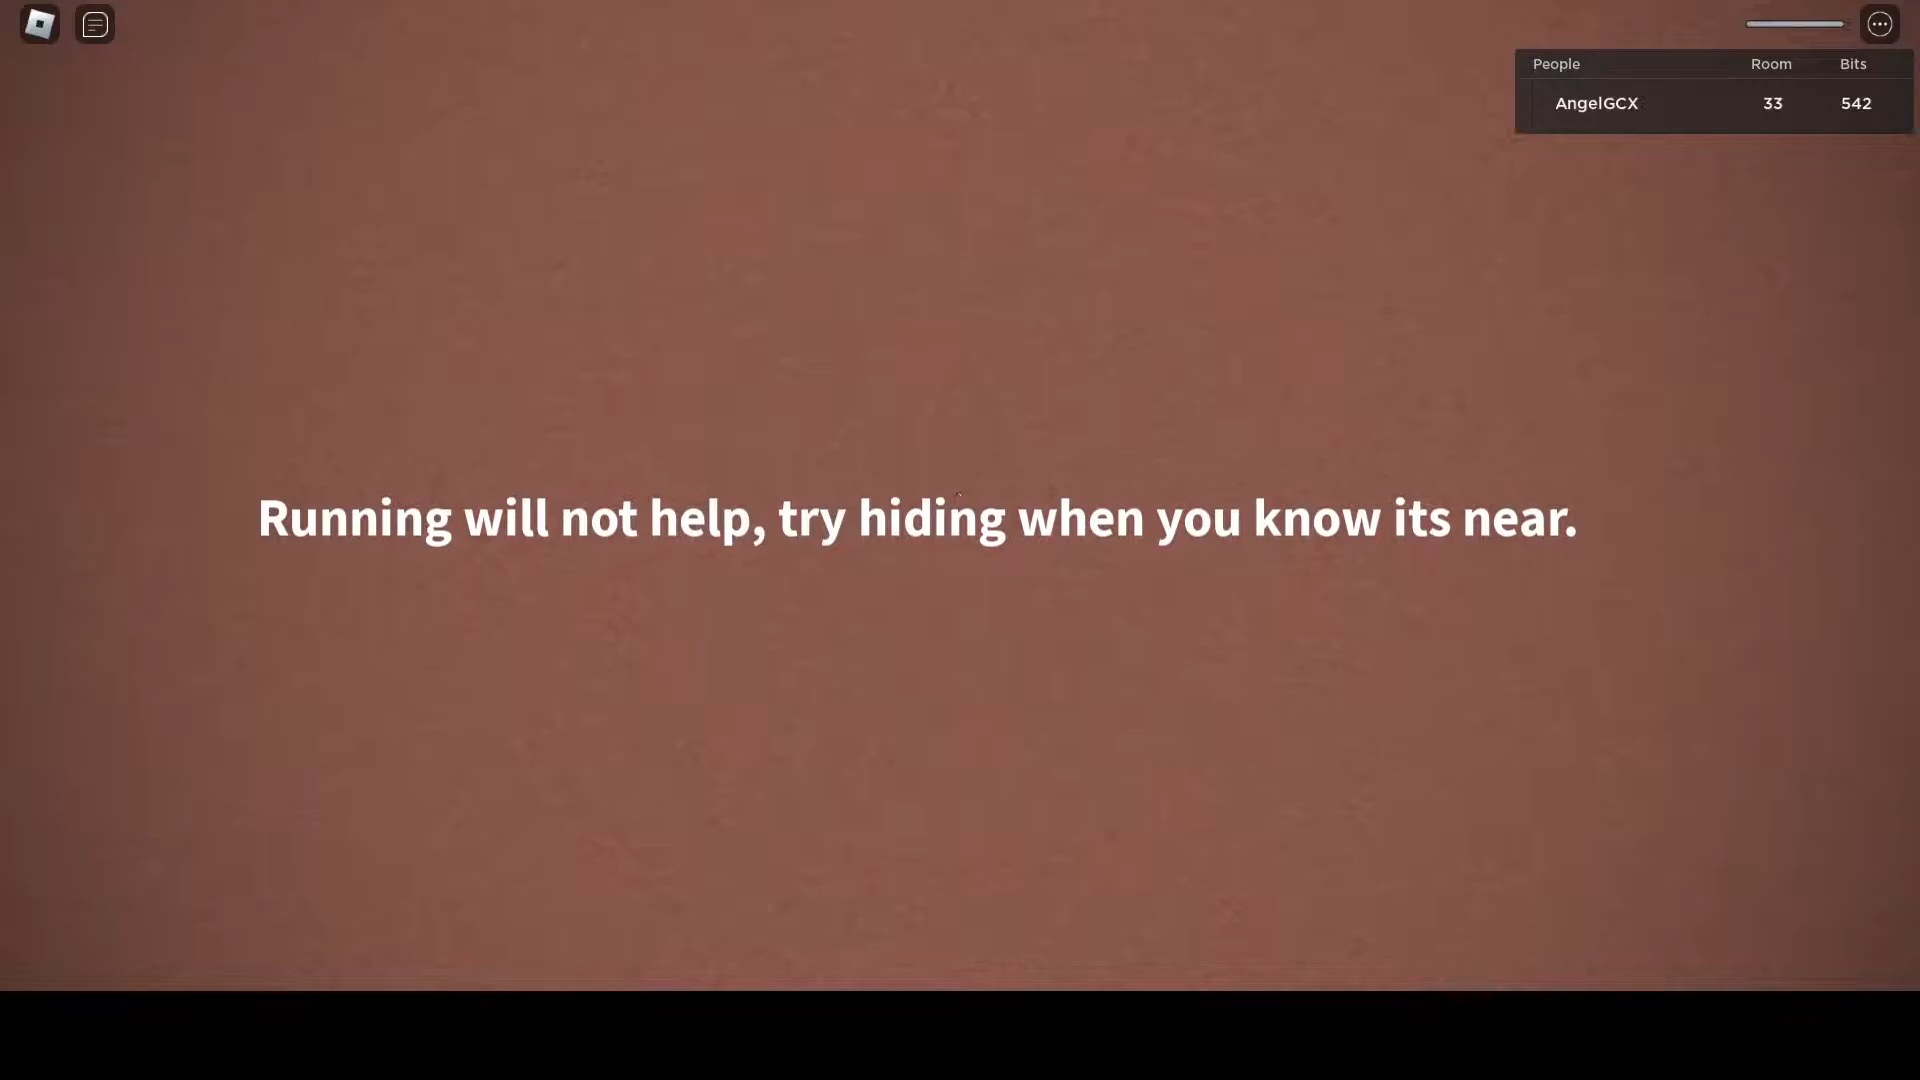 People Room Bits
AngelGCX 33 542
Running will not help, try hiding when you know its near.